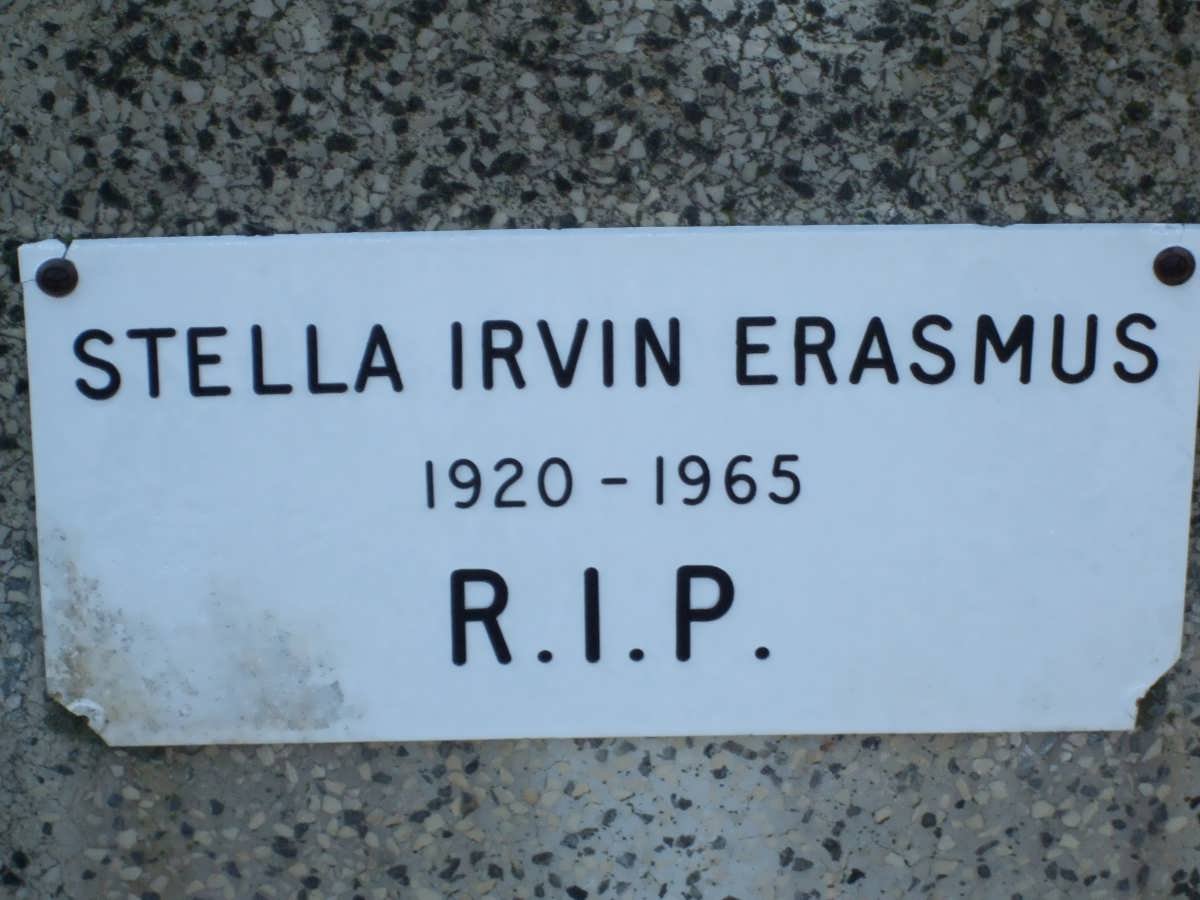 STELLA IRVIN ERASMUS
1920 - 1965
R.I.P.